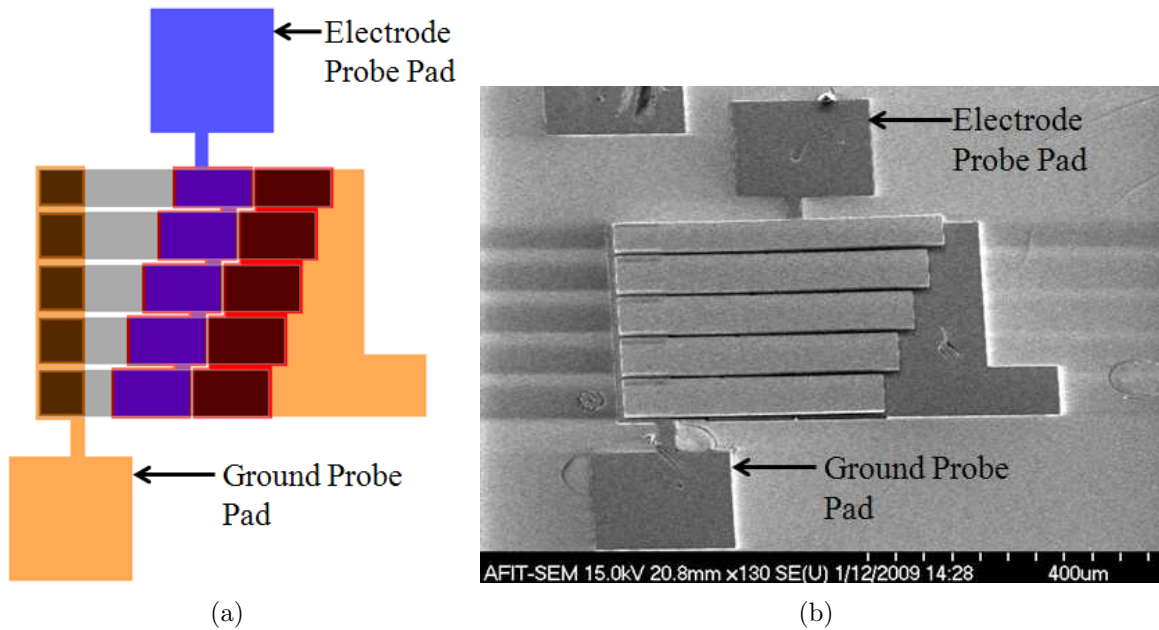 Electrode
Probe Pad
Ground Probe
Pad
Electrode
Probe Pad
Ground Probe
Pad
AFIT-SEM 15.0kV 20.8mm x130 SE(U) 1/12/2009 14:28 400um
(a)
(b)